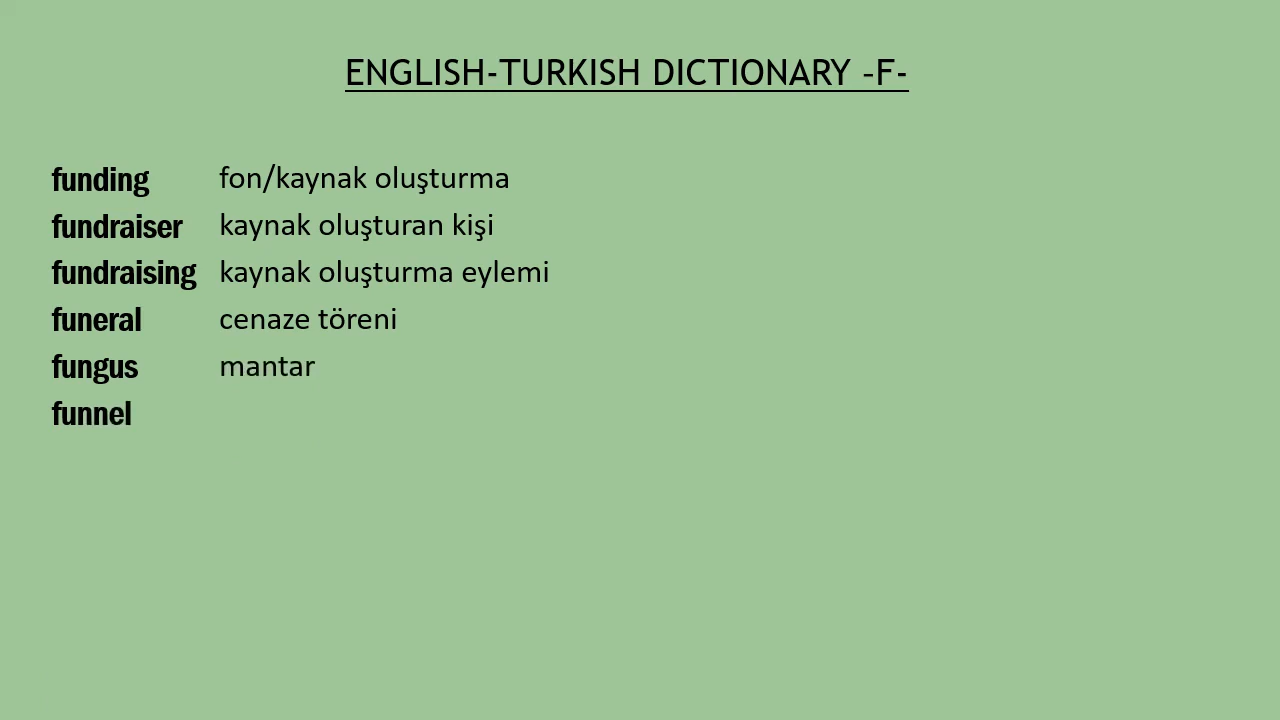 ENGLISH-TURKISH DICTIONARY –F-
funding fon/kaynak oluşturma
fundraiser kaynak oluşturan kişi
fundraising kaynak oluşturma eylemi
funeral cenaze töreni
fungus mantar
funnel